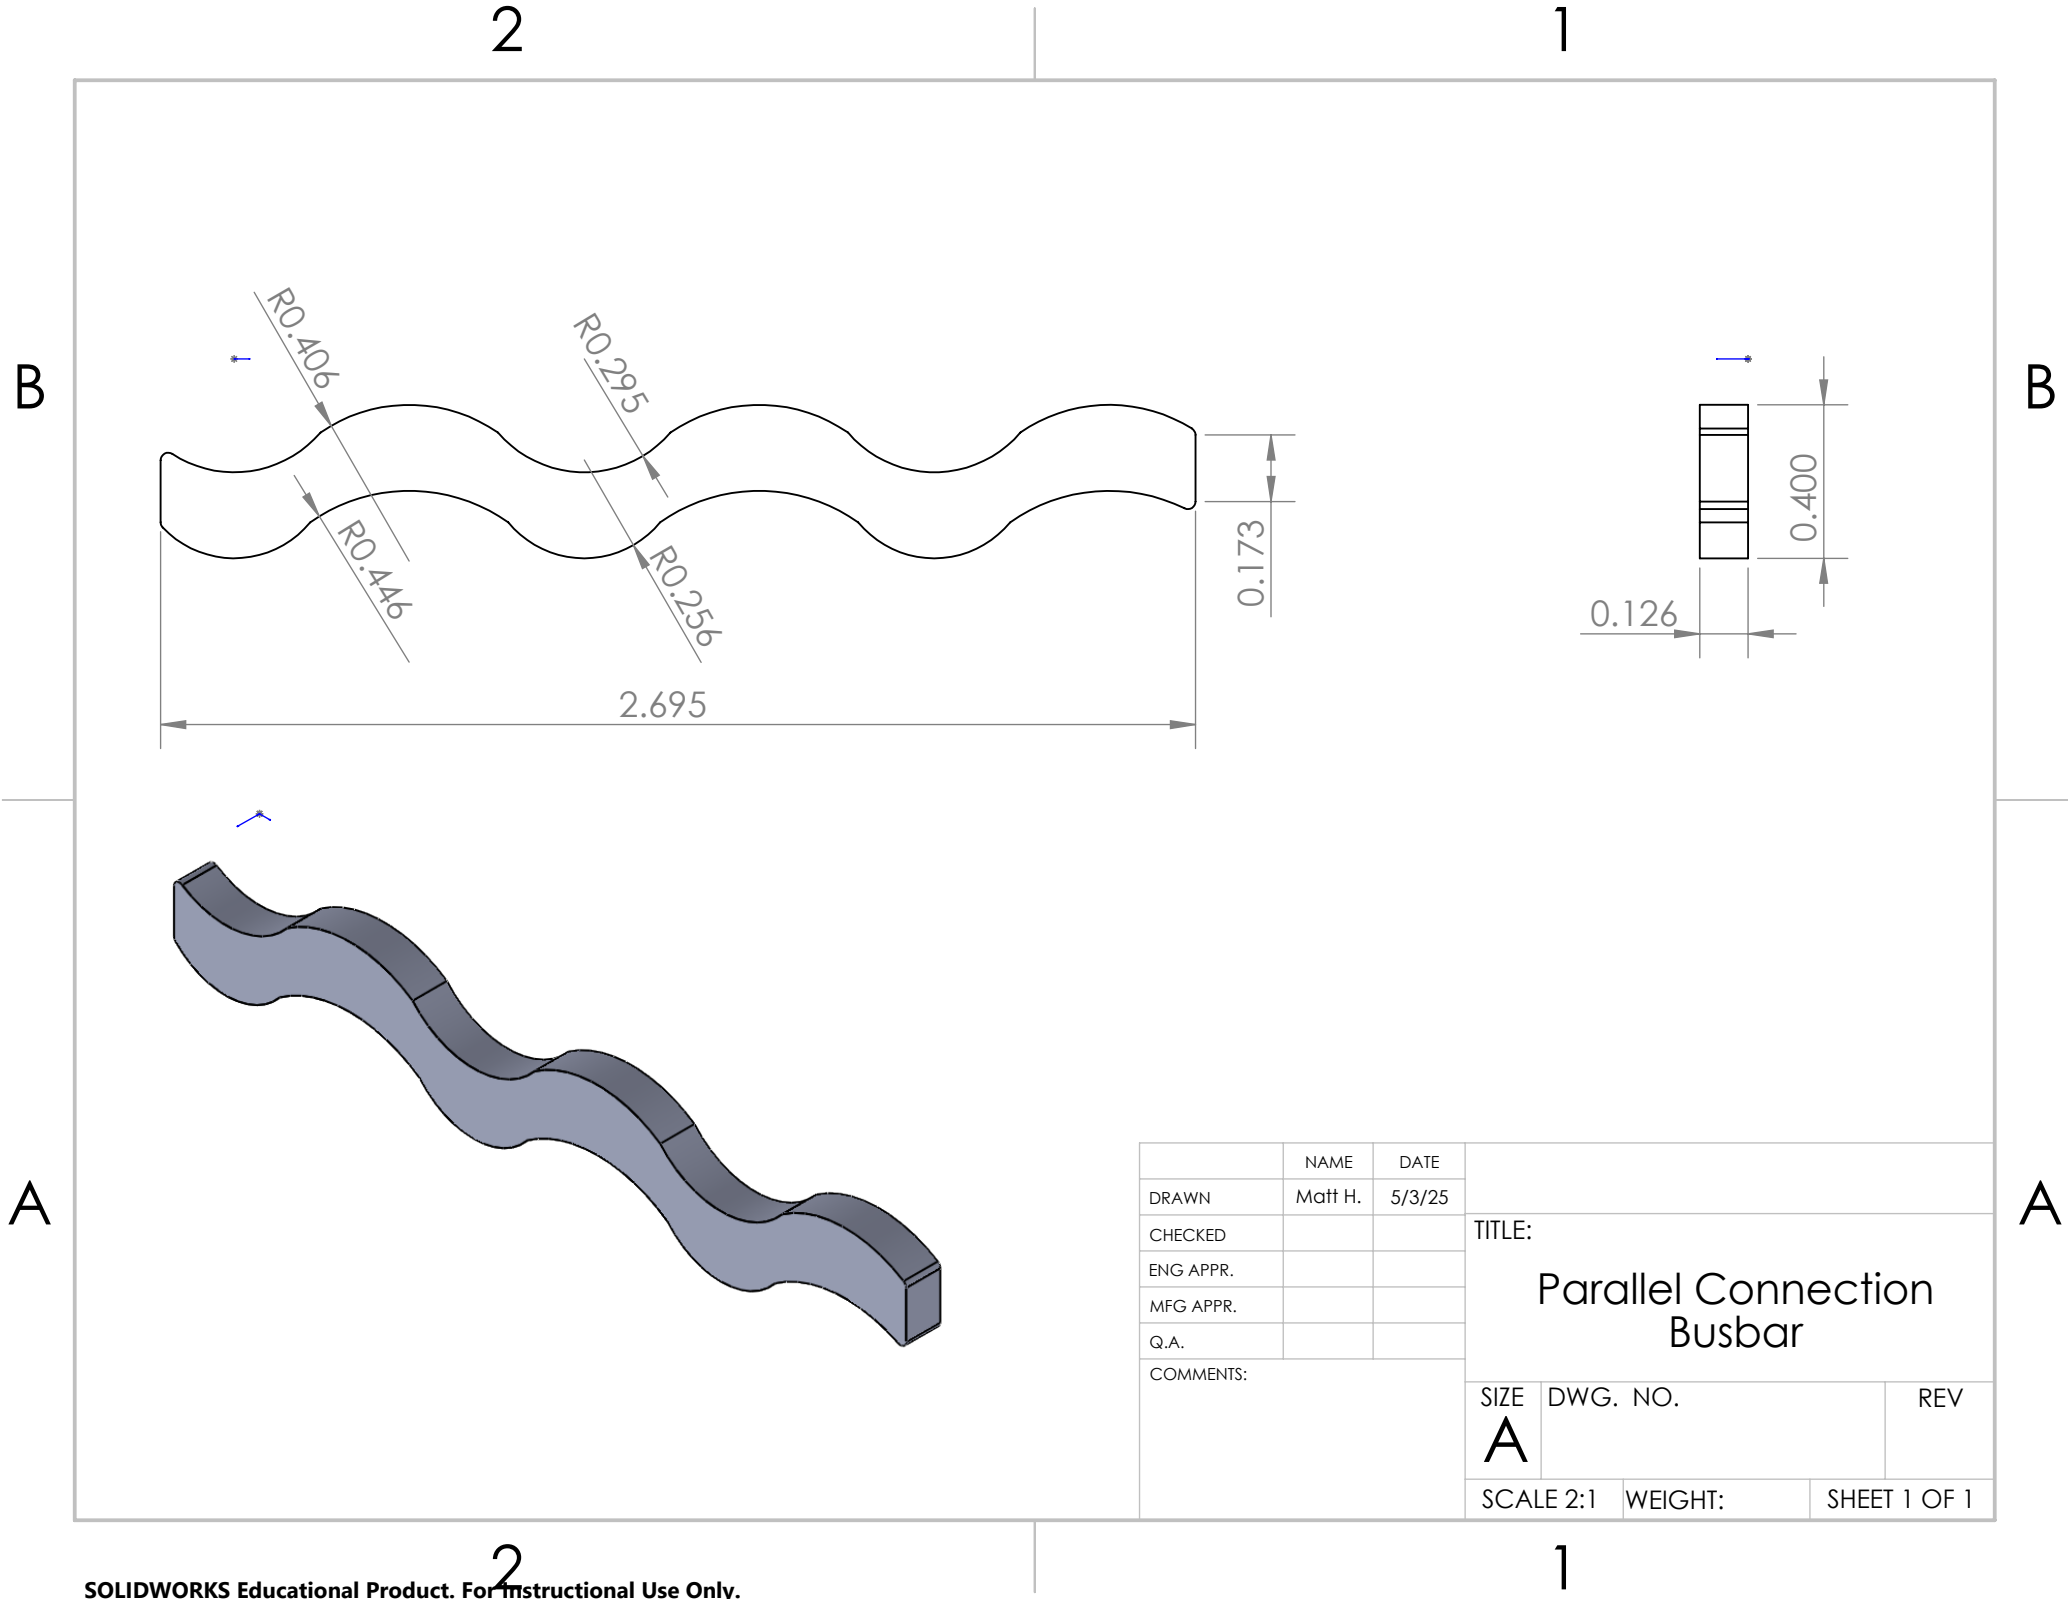 2
1
B
B
R0.406
R0.295
R0.446
R0.256
0.173
0.400
0.126
2.695
A
A
NAME
DATE
DRAWN
Matt H.
5/3/25
CHECKED
ENG APPR.
MFG APPR.
Q.A.
COMMENTS:
TITLE:
Parallel Connection
Busbar
SIZE
DWG. NO.
REV
A
SCALE 2:1
WEIGHT:
SHEET 1 OF 1
2
1
SOLIDWORKS Educational Product. For Instructional Use Only.